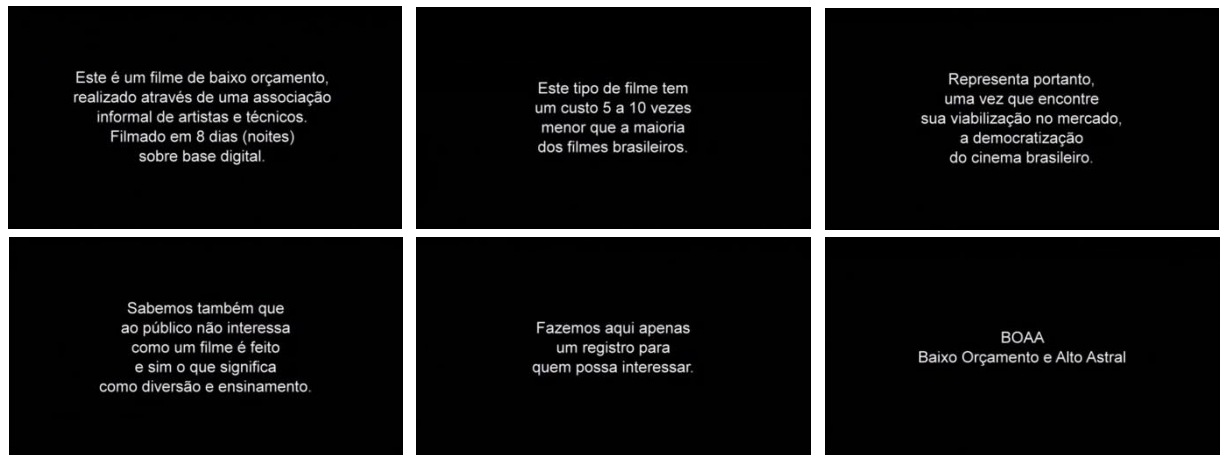 Este é um filme de baixo orçamento,
realizado através de uma associação
informal de artistas e técnicos.
Filmado em 8 dias (noites)
sobre base digital.
Este tipo de filme tem
um custo 5 a 10 vezes
menor que a maioria
dos filmes brasileiros.
Representa portanto,
uma vez que encontre
sua viabilização no mercado,
a democratização
do cinema brasileiro.
Sabemos também que
ao público não interessa
como um filme é feito
e sim o que significa
como diversão e ensinamento.
Fazemos aqui apenas
um registro para
quem possa interessar.
BOAA
Baixo Orçamento e Alto Astral